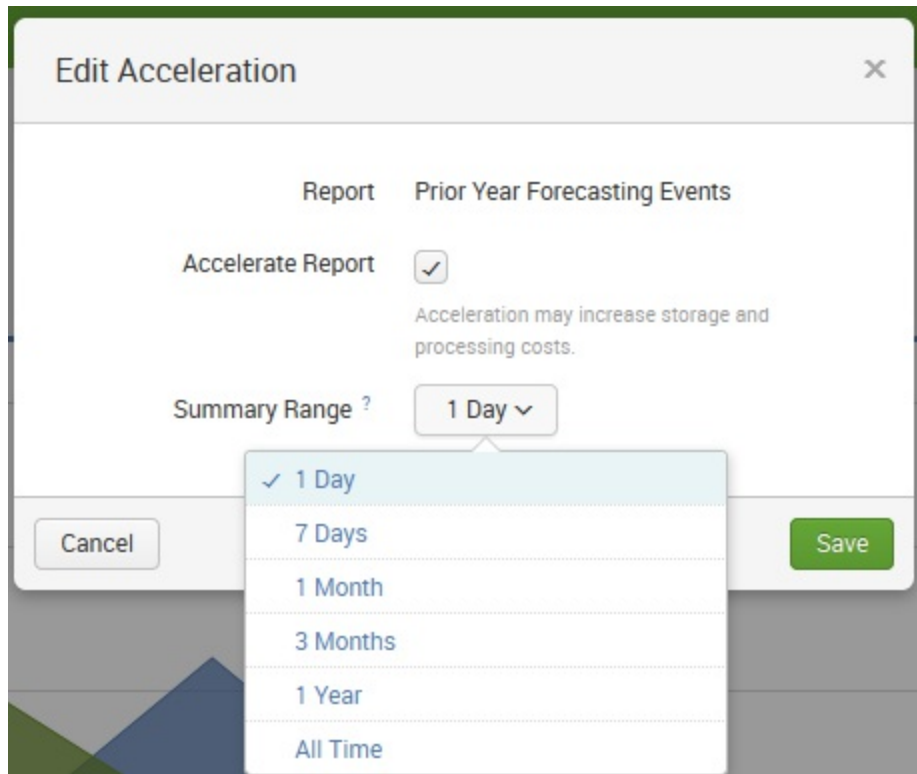 Edit Acceleration ×
Report Prior Year Forecasting Events
Accelerate Report
Acceleration may increase storage and
processing costs.
Summary Range ? 1 Day
1 Day
7 Days
Cancel Save
1 Month
3 Months
1 Year
All Time